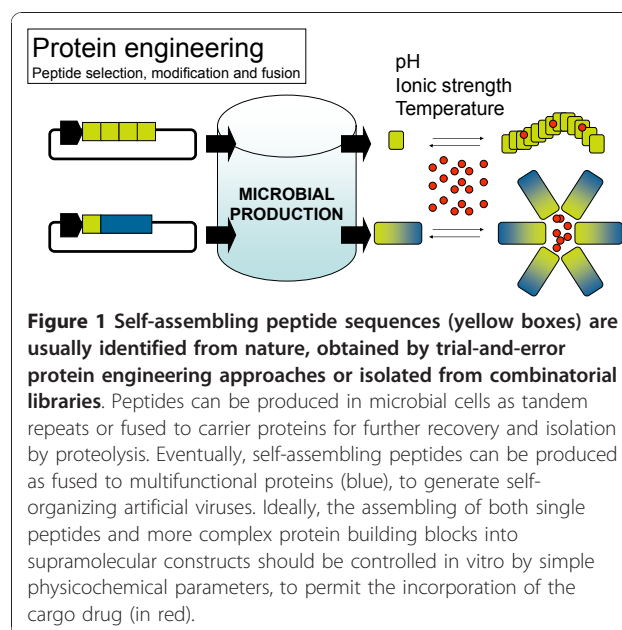 Protein engineering
Peptide selection, modification and fusion
pH
Ionic strength
Temperature
MICROBIAL
PRODUCTION
Figure 1 Self-assembling peptide sequences (yellow boxes) are
usually identified from nature, obtained by trial-and-error
protein engineering approaches or isolated from combinatorial
libraries. Peptides can be produced in microbial cells as tandem
repeats or fused to carrier proteins for further recovery and isolation
by proteolysis. Eventually, self-assembling peptides can be produced
as fused to multifunctional proteins (blue), to generate self-
organizing artificial viruses. Ideally, the assembling of both single
peptides and more complex protein building blocks into
supramolecular constructs should be controlled in vitro by simple
physicochemical parameters, to permit the incorporation of the
cargo drug (in red).